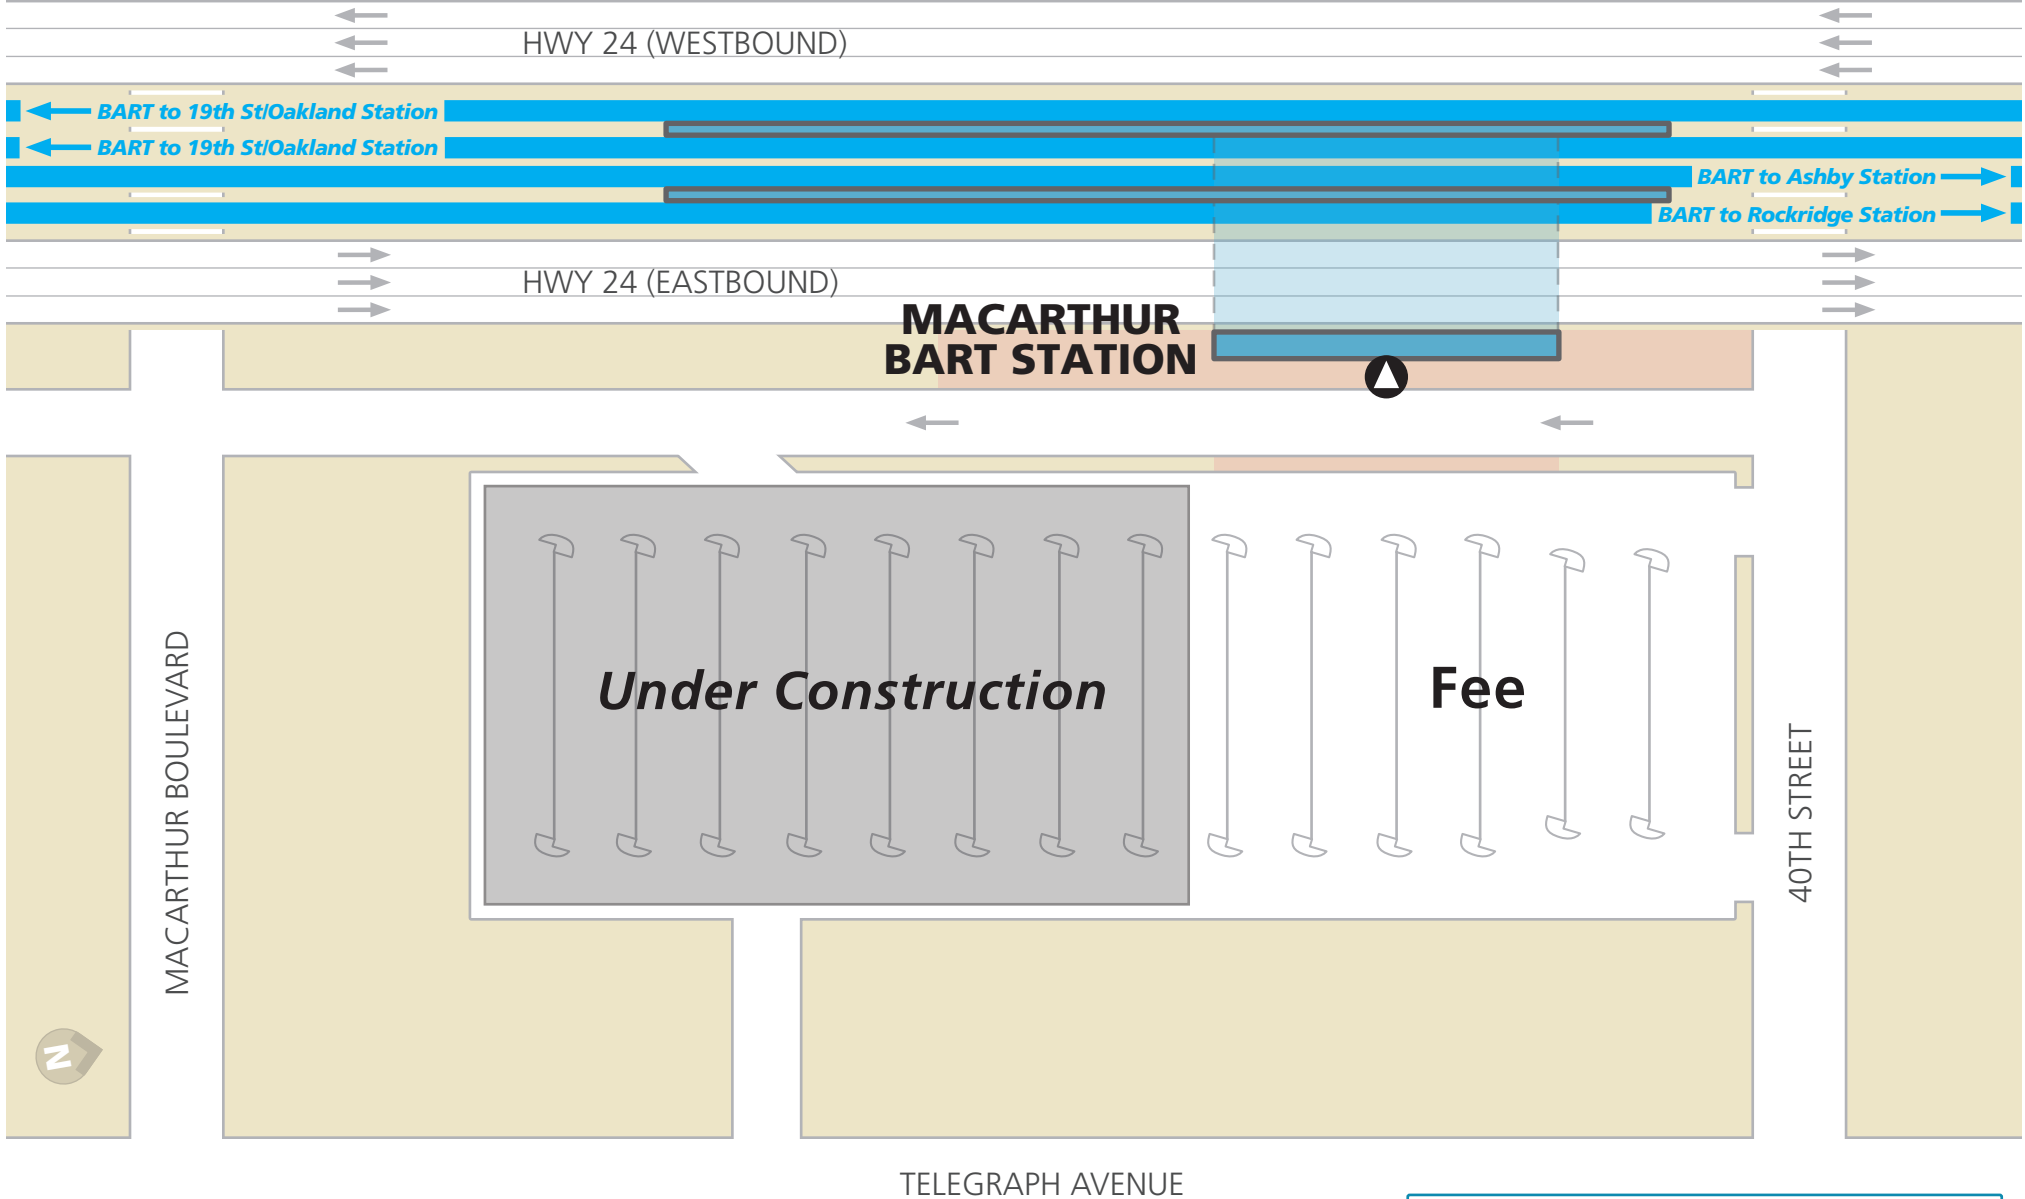 HWY 24 (WESTBOUND)
BART to 19th St/Oakland Station
BART to 19th St/Oakland Station
BART to Ashby Station
BART to Rockridge Station
HWY 24 (EASTBOUND)
MACARTHUR
BART STATION
Under Construction
Fee
MACARTHUR BOULEVARD
40TH STREET
N
TELEGRAPH AVENUE